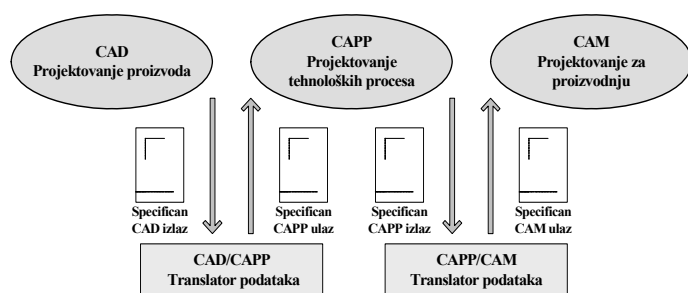 CAD
Projektovanje proizvoda
CAPP
Projektovanje
tehnoloških procesa
CAM
Projektovanje za
proizvodnju
Specifican
CAD izlaz
Specifican
CAPP ulaz
Specifican
CAPP izlaz
Specifican
CAM ulaz
CAD/CAPP
Translator podataka
CAPP/CAM
Translator podataka